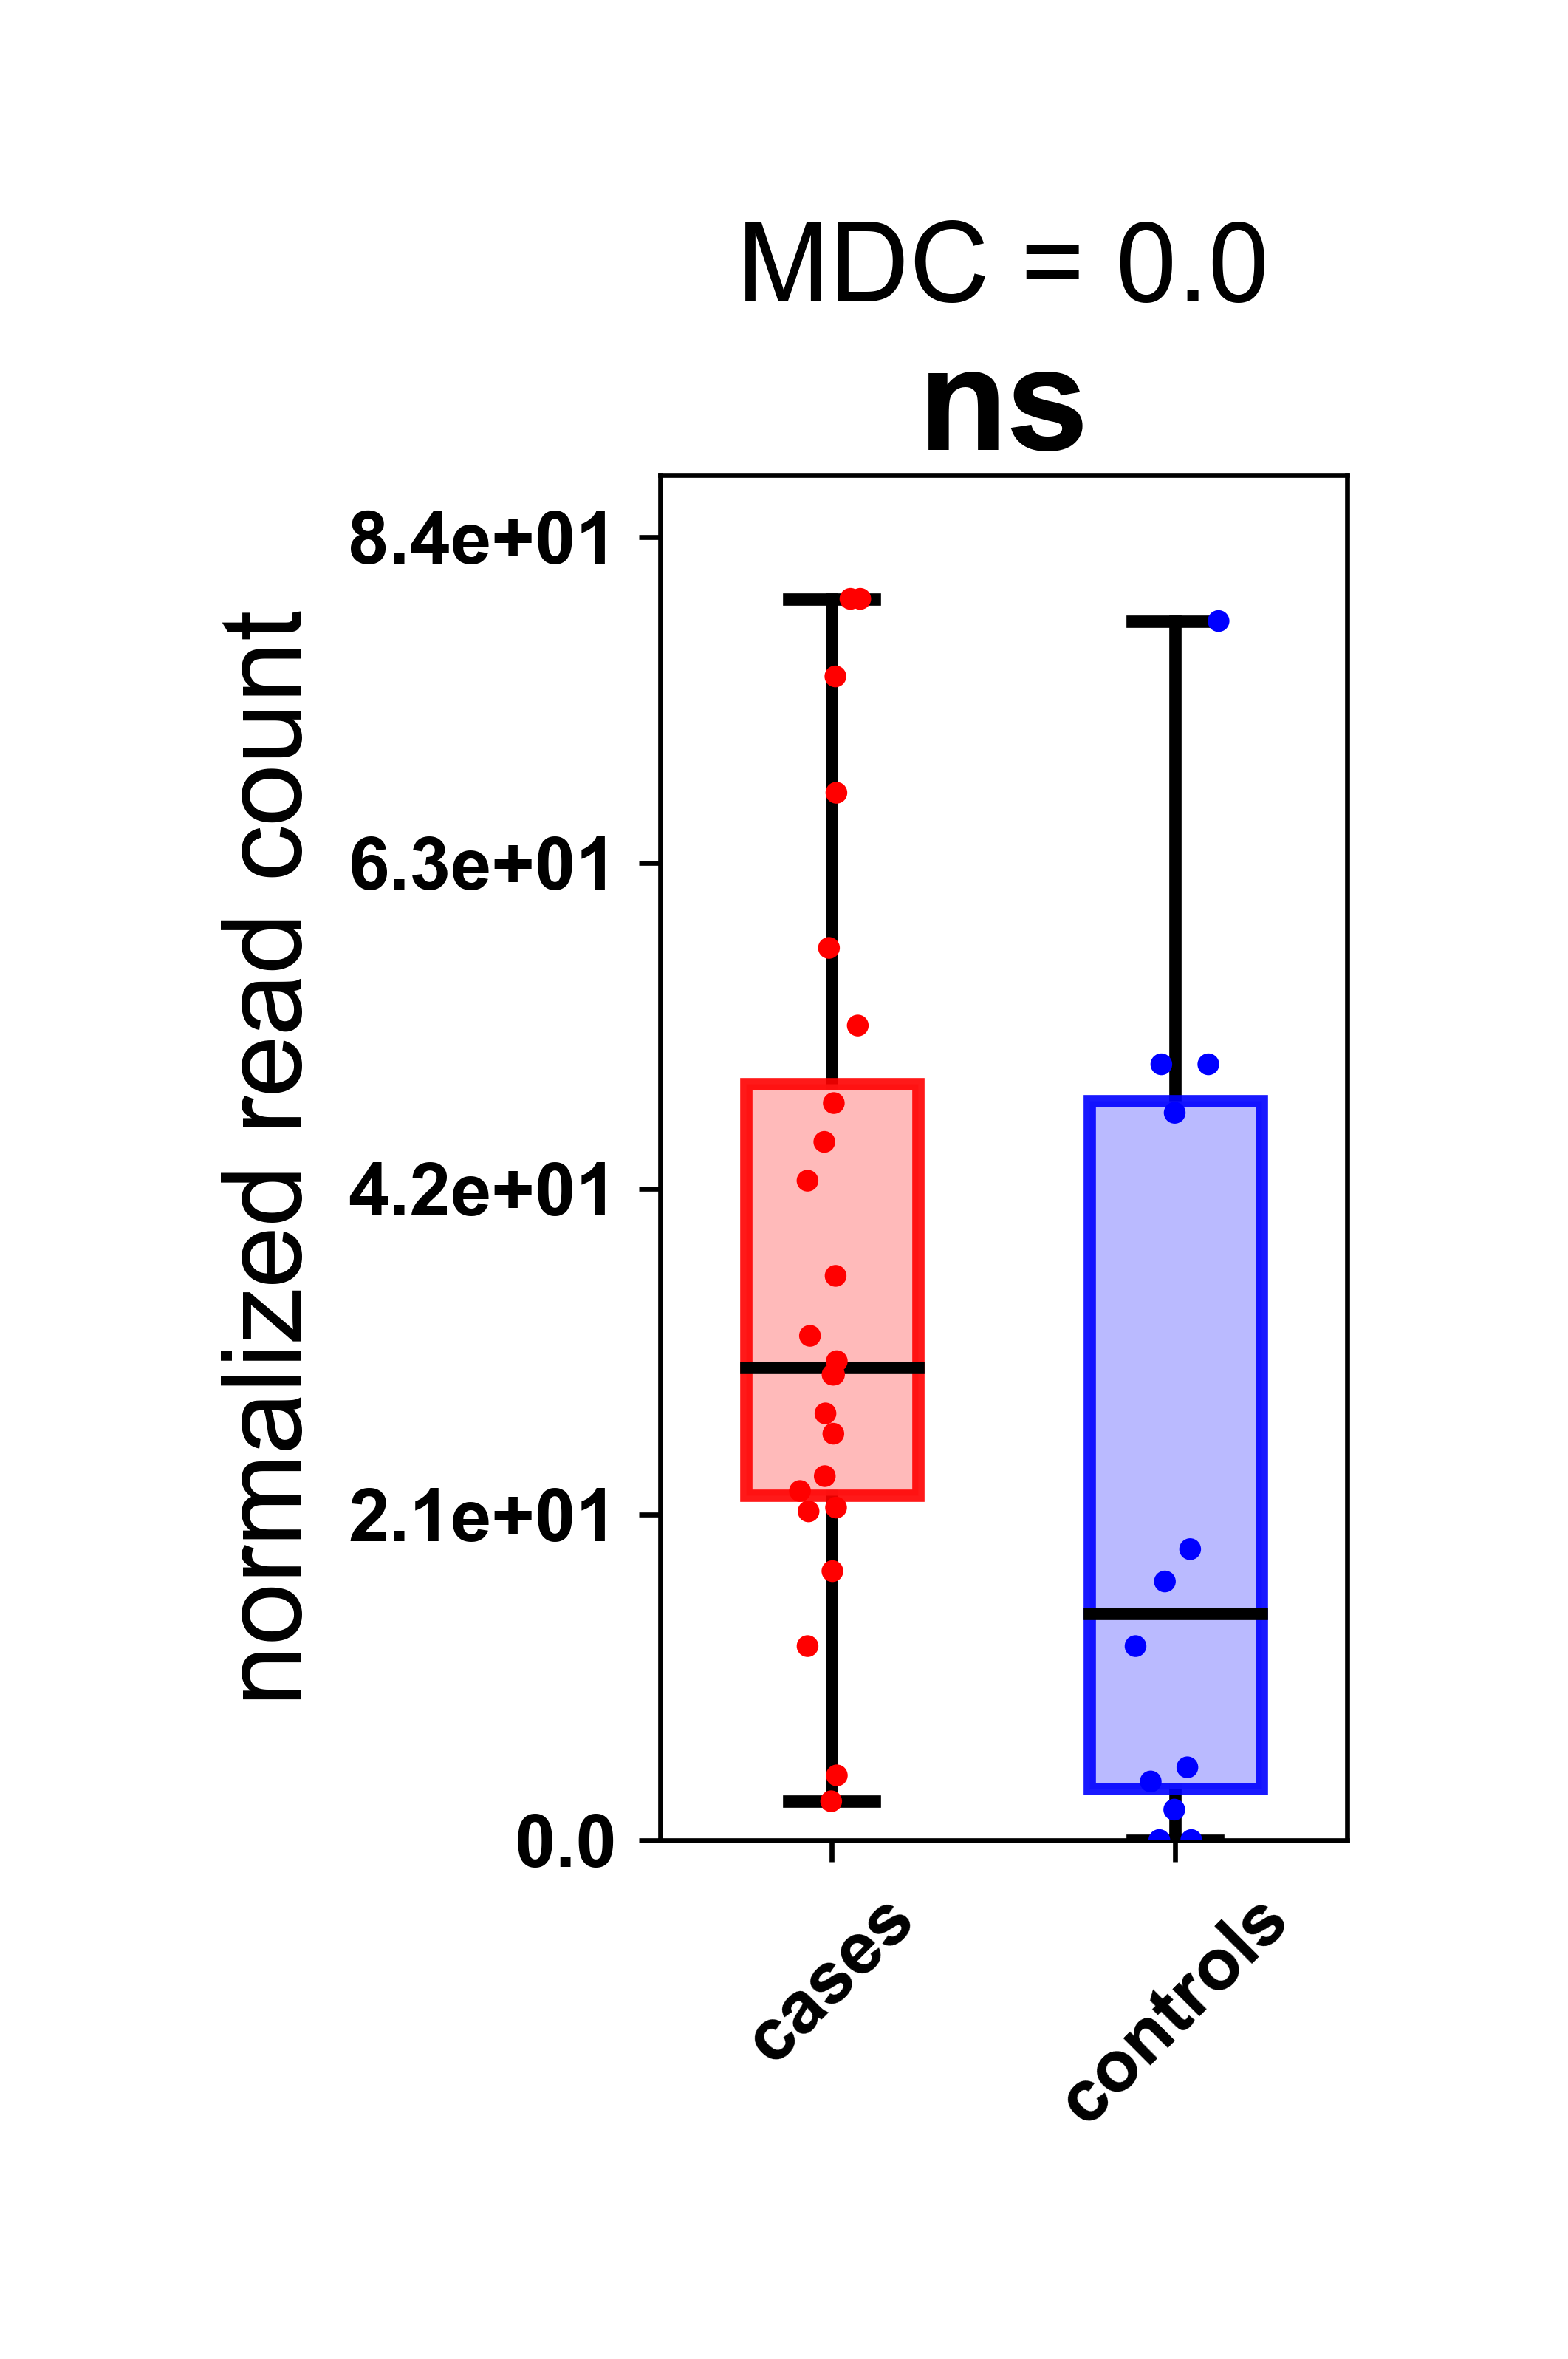 MDC = 0.0
ns
normalized read count
8.4e+01
6.3e+01
4.2e+01
2.1e+01
0.0
cases
controls